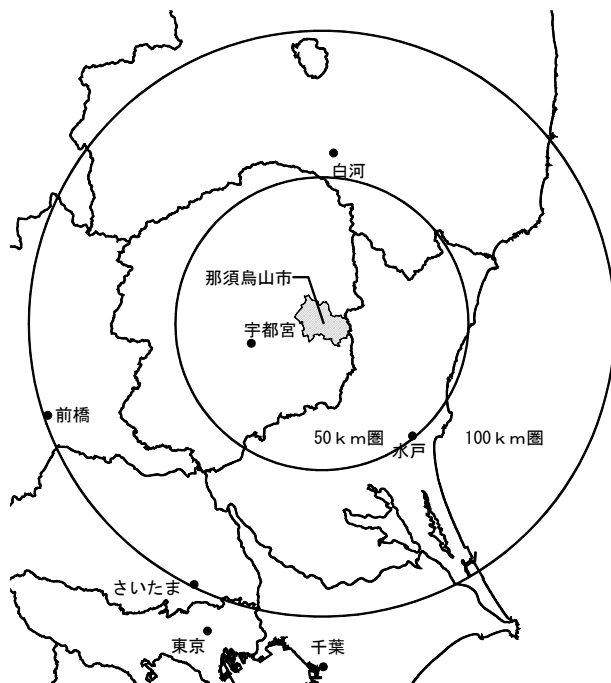 白河
那須烏山市
宇都宮
前橋
50ｋｍ圏
水戸
100ｋｍ圏
さいたま
東京
千葉